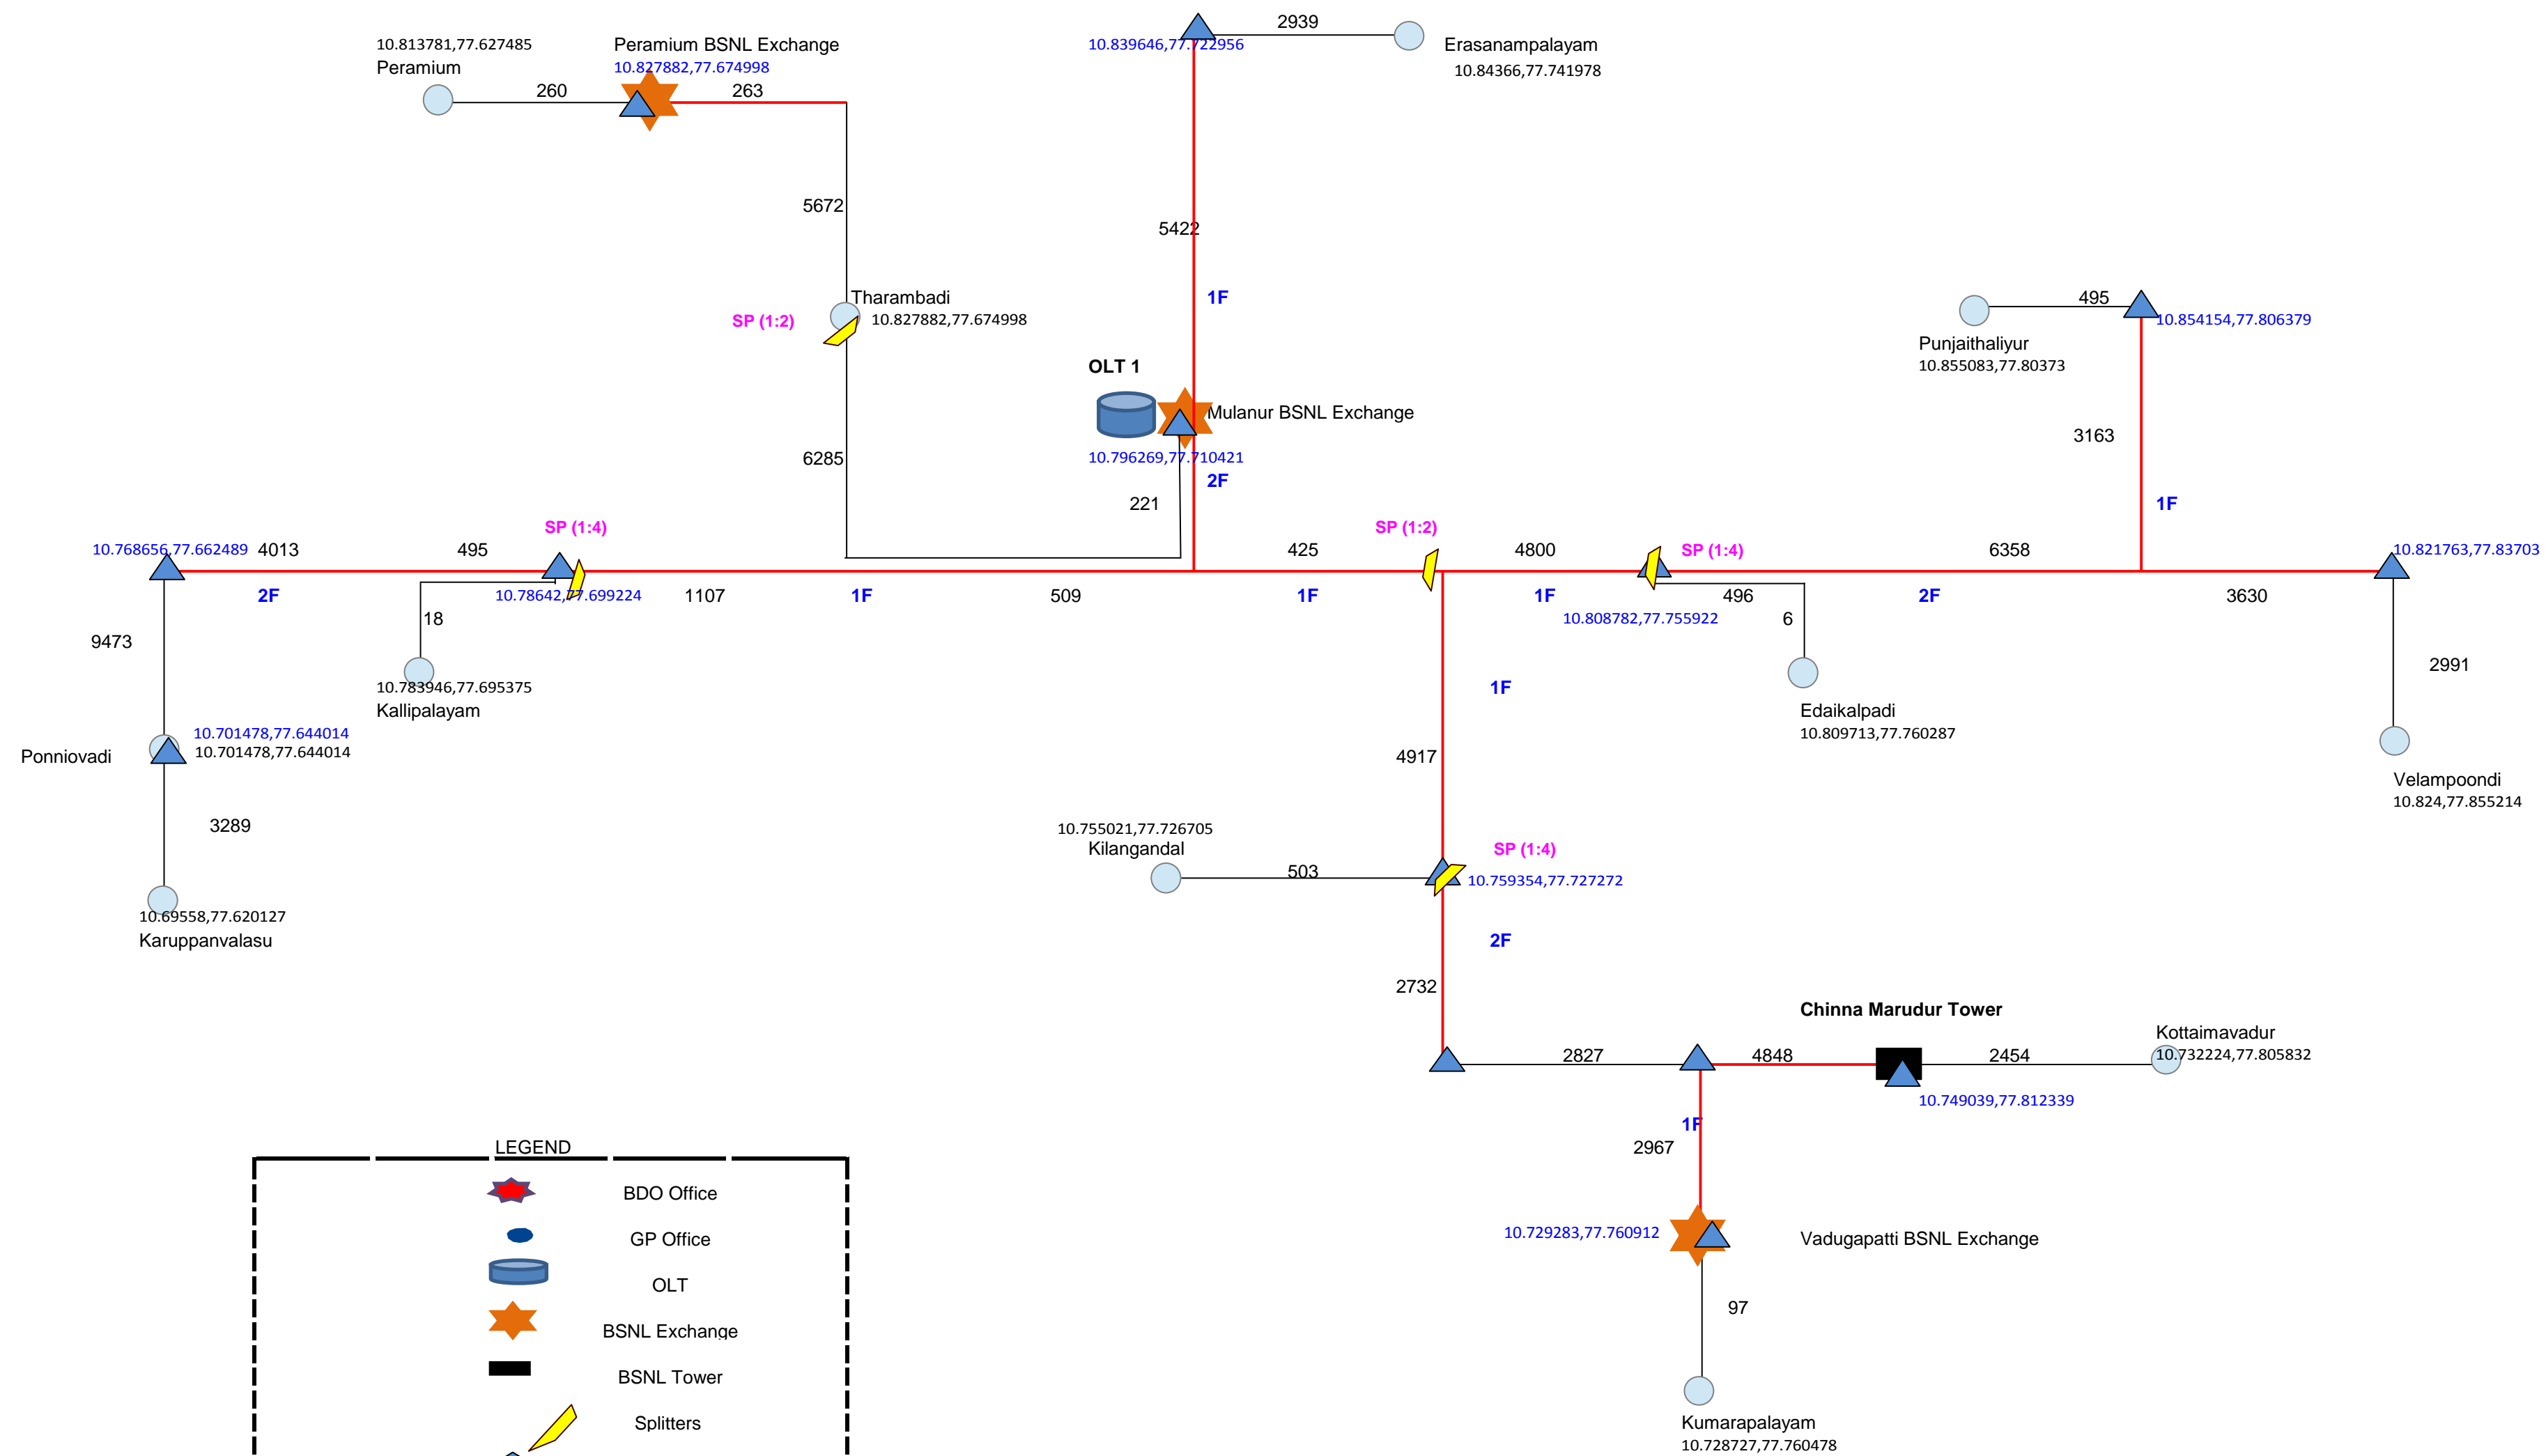 2939
10.813781,77.627485
Peramium BSNL Exchange
10.839646,77.722956
Erasanampalayam
Peramium
10.827882,77.674998
10.84366,77.741978
260
263
5672
5422
Tharambadi
1F
495
SP (1:2)
10.827882,77.674998
10.854154,77.806379
Punjaithaliyur
10.855083,77.80373
OLT 1
Mulanur BSNL Exchange
3163
6285
10.796269,77.710421
2F
221
1F
SP (1:4)
SP (1:2)
10.768656,77.662489
4013
495
425
4800
SP (1:4)
6358
10.821763,77.83703
2F
10.78642,77.699224
1107
1F
509
1F
1F
496
2F
3630
18
10.808782,77.755922
6
9473
2991
10.783946,77.695375
1F
Kallipalayam
Edaikalpadi
10.701478,77.644014
10.809713,77.760287
Ponniovadi
10.701478,77.644014
4917
Velampoondi
10.824,77.855214
3289
10.755021,77.726705
Kilangandal
SP (1:4)
503
10.759354,77.727272
10.69558,77.620127
Karuppanvalasu
2F
2732
Chinna Marudur Tower
Kottaimavadur
2827
4848
2454
10.732224,77.805832
10.749039,77.812339
1F
LEGEND
2967
BDO Office
10.729283,77.760912
Vadugapatti BSNL Exchange
GP Office
OLT
97
BSNL Exchange
BSNL Tower
Splitters
Kumarapalayam
10.728727,77.760478